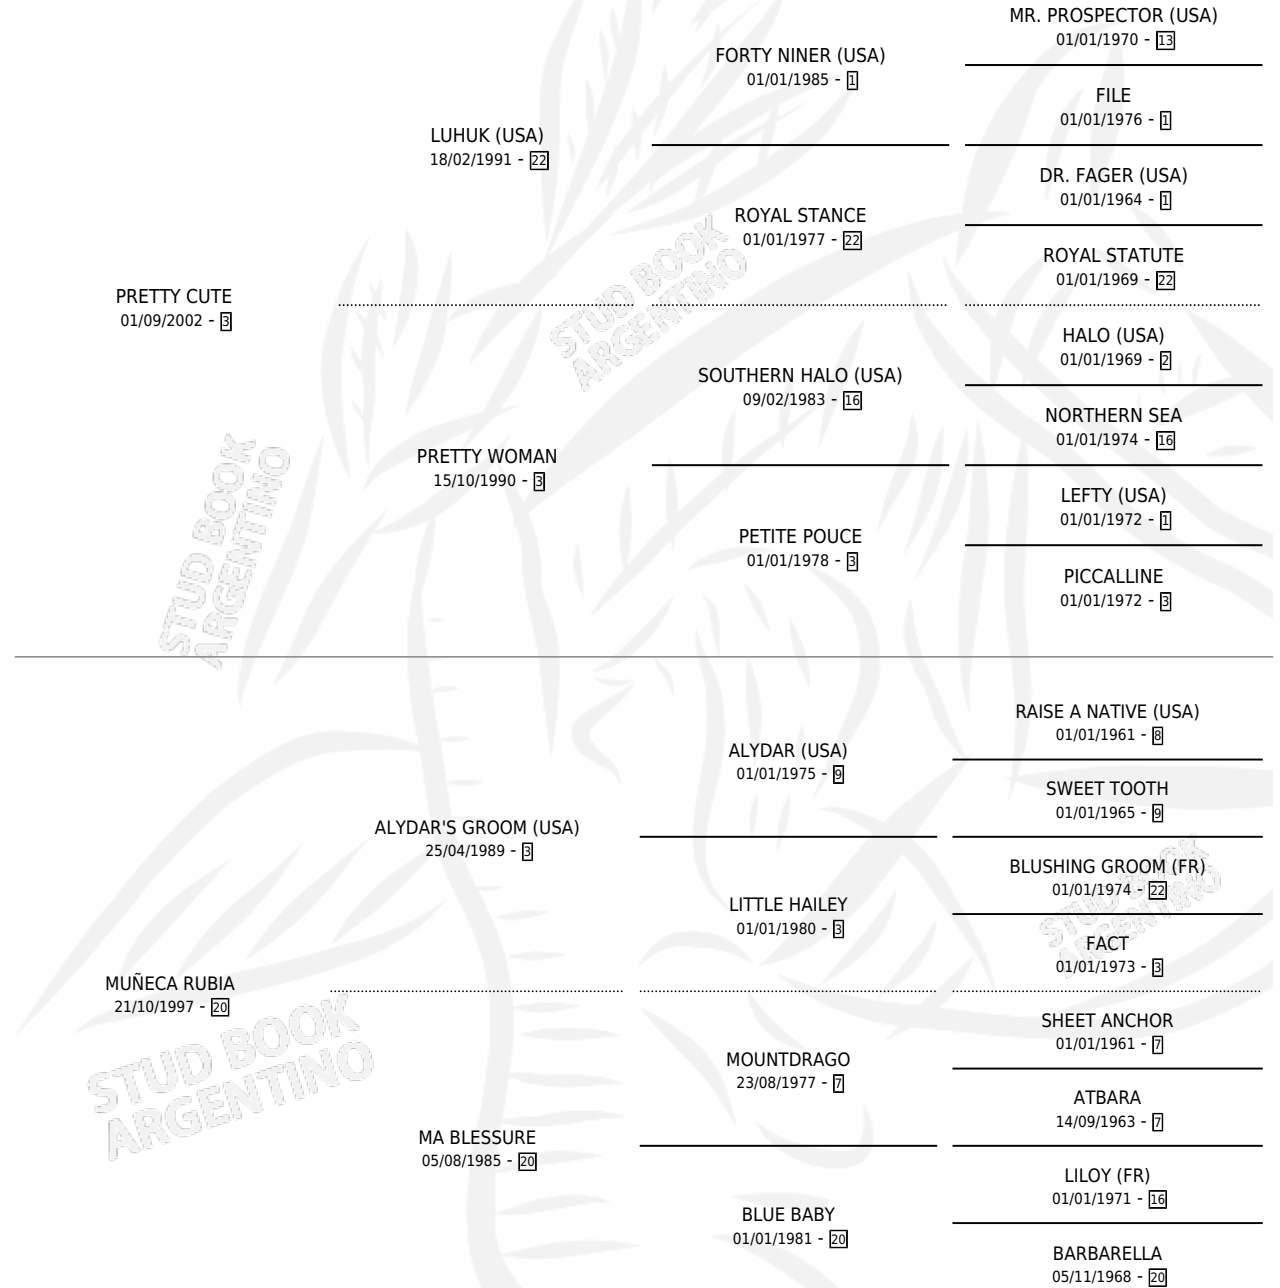 MR. PROSPECTOR (USA)
01/01/1970 - 13
FORTY NINER (USA)
01/01/1985 - 1
FILE
01/01/1976 - 1
LUHUK (USA)
18/02/1991 - 22
DR. FAGER (USA)
01/01/1964 - 1
ROYAL STANCE
01/01/1977 - 22
ROYAL STATUTE
01/01/1969 - 22
PRETTY CUTE
01/09/2002 - 3
STUD BOOK
ARGENTINO
HALO (USA)
01/01/1969 - 2
SOUTHERN HALO (USA)
09/02/1983 - 16
NORTHERN SEA
01/01/1974 - 16
PRETTY WOMAN
15/10/1990 - 3
LEFTY (USA)
01/01/1972 - 1
PETITE POUCE
01/01/1978 - 3
PICCALLINE
01/01/1972 - 3
STUD BOOK
ARGENTINO
RAISE A NATIVE (USA)
01/01/1961 - 8
ALYDAR (USA)
01/01/1975 - 9
SWEET TOOTH
01/01/1965 - 9
ALYDAR'S GROOM (USA)
25/04/1989 - 3
BLUSHING GROOM (FR)
01/01/1974 - 22
LITTLE HAILEY
01/01/1980 - 3
STUD BOOK
ARGENTINO
FACT
01/01/1973 - 3
MUÑECA RUBIA
21/10/1997 - 20
SHEET ANCHOR
01/01/1961 - 7
MOUNTDRAGO
23/08/1977 - 7
STUD BOOK
ARGENTINO
ATBARA
14/09/1963 - 7
MA BLESSURE
05/08/1985 - 20
LILOY (FR)
01/01/1971 - 16
BLUE BABY
01/01/1981 - 20
BARBARELLA
05/11/1968 - 20